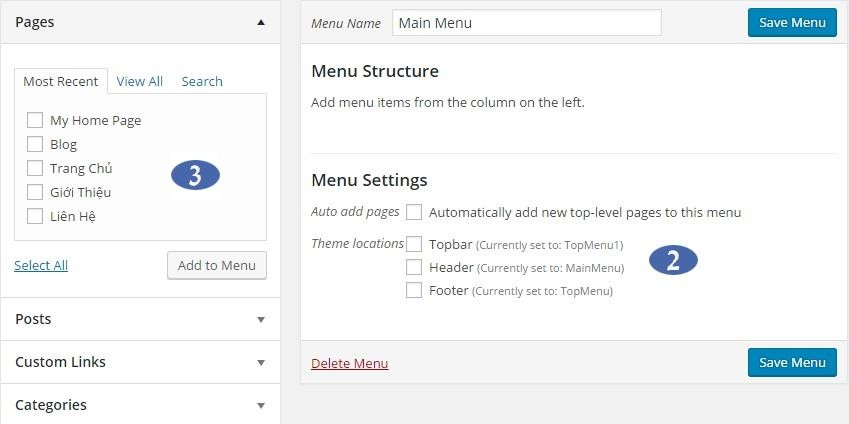 Pages
Most Recent View All Search
My Home Page
Blog
Trang Chủ
Giới Thiệu
Liên Hệ
3
Select All Add to Menu
Posts
Custom Links
Categories
Menu Name Main Menu Save Menu
Menu Structure
Add menu items from the column on the left.
Menu Settings
Auto add pages Automatically add new top-level pages to this menu
Theme locations Topbar (Currently set to: TopMenu1)
Header (Currently set to: MainMenu)
Footer (Currently set to: TopMenu)
2
Delete Menu Save Menu